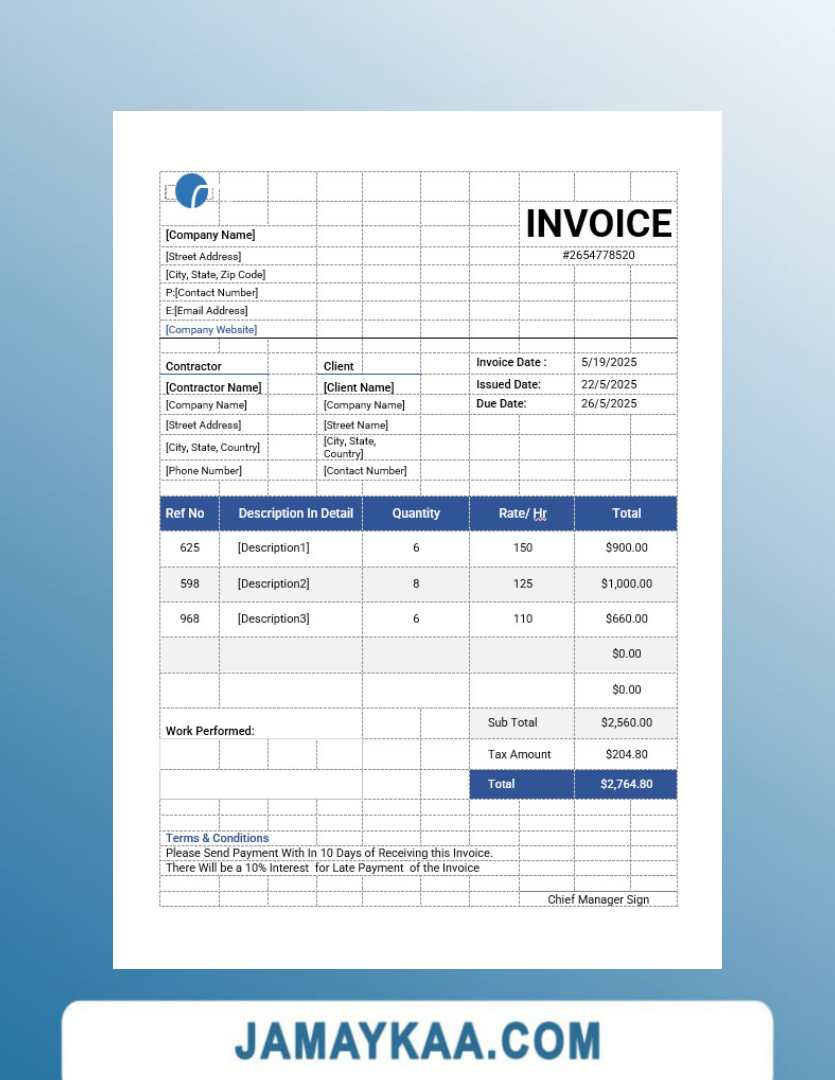 INVOICE
[Company Name]
[Street Address] #2654778520
[City, State, Zip Code]
P:[Contact Number]
E:[Email Address]
[Company Website]
Contractor Client Invoice Date : 5/19/2025
[Contractor Name] [Client Name] Issued Date: 22/5/2025
[Company Name] [Company Name] Due Date: 26/5/2025
[Street Address] [Street Name]
[City, State, Country] [City, State,
Country]
[Phone Number] [Contact Number]
Ref No Description In Detail Quantity Rate/ Hr Total
625 [Description1] 6 150 $900.00
598 [Description2] 8 125 $1,000.00
968 [Description3] 6 110 $660.00
$0.00
$0.00
Sub Total $2,560.00
Work Performed:
Tax Amount $204.80
Total $2,764.80
Terms & Conditions
Please Send Payment With In 10 Days of Receiving this Invoice.
There Will be a 10% Interest for Late Payment of the Invoice
Chief Manager Sign
JAMAYKAA.COM